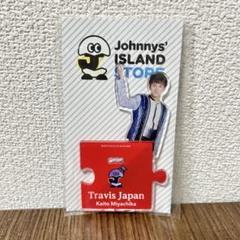 Johnnys'
ISLAND
STORE
Travis Japan
Kaito Miyachika